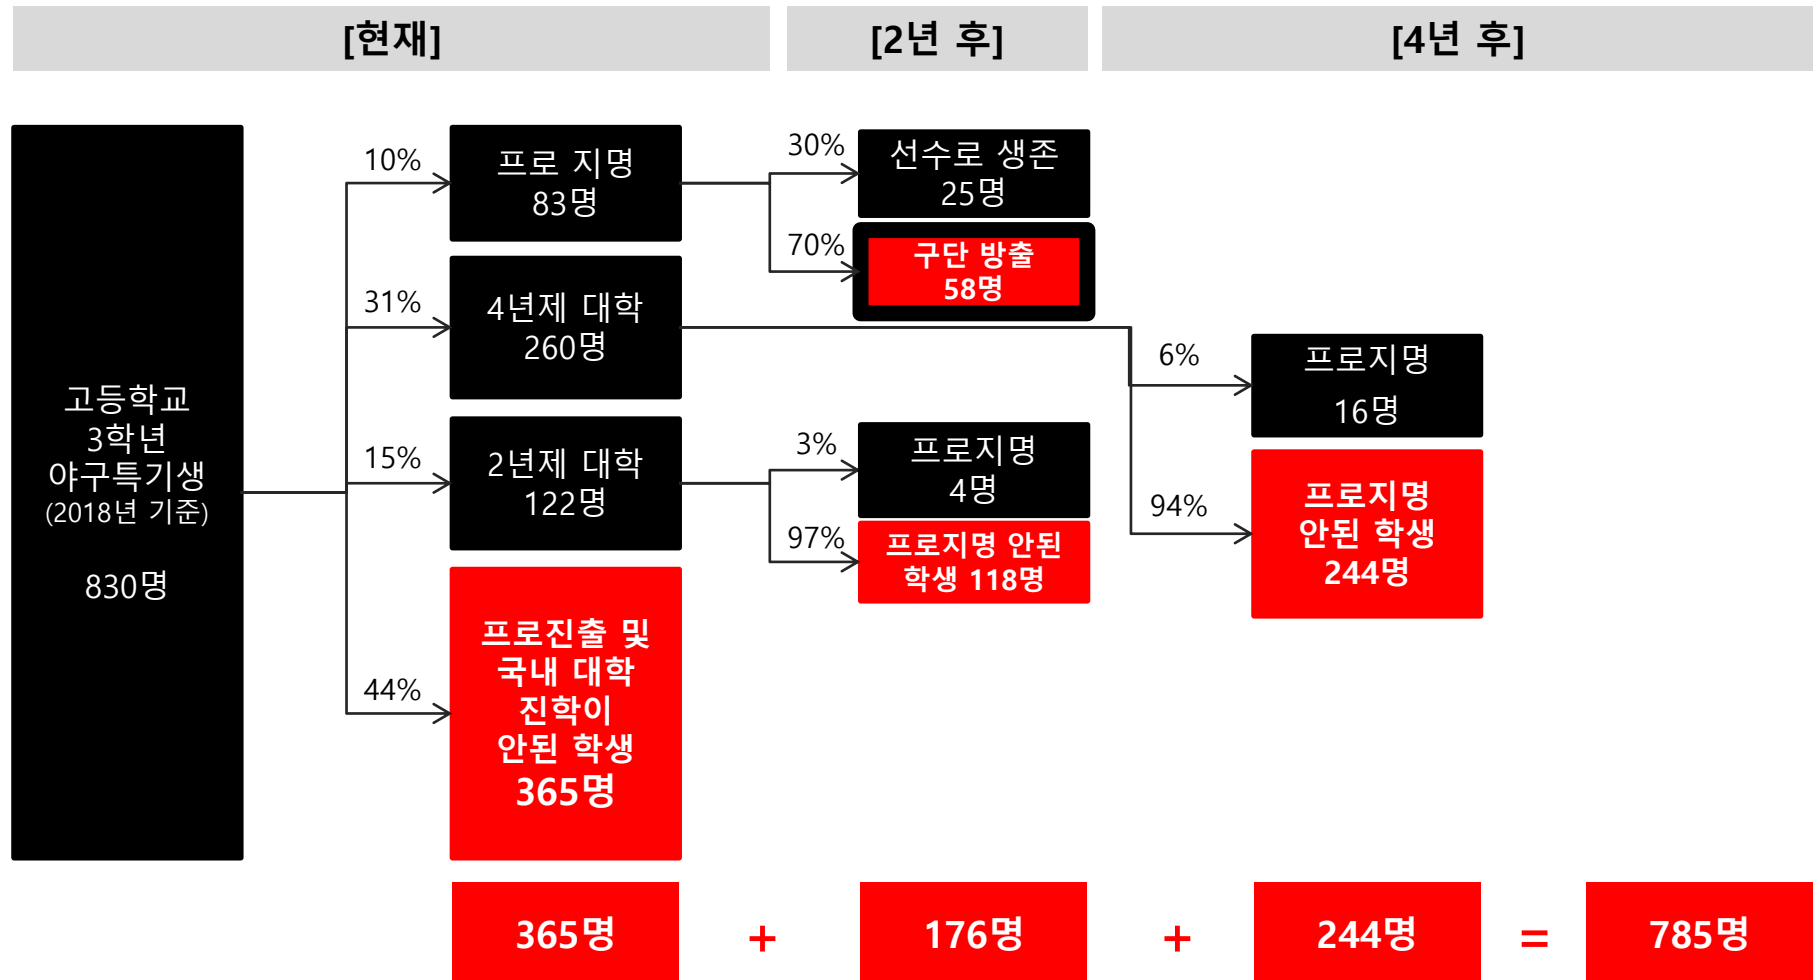 [현재]
[2년 후]
[4년 후]
고등학교
3학년
야구특기생
(2018년 기준)
830명
10%
프로 지명
83명
31%
4년제 대학
260명
15%
2년제 대학
122명
44%
프로진출 및
국내 대학
진학이
안된 학생
365명
30%
선수로 생존
25명
70%
구단 방출
58명
3%
프로지명
4명
97%
프로지명 안된
학생 118명
6%
프로지명
16명
94%
프로지명
안된 학생
244명
365명 + 176명 + 244명 = 785명